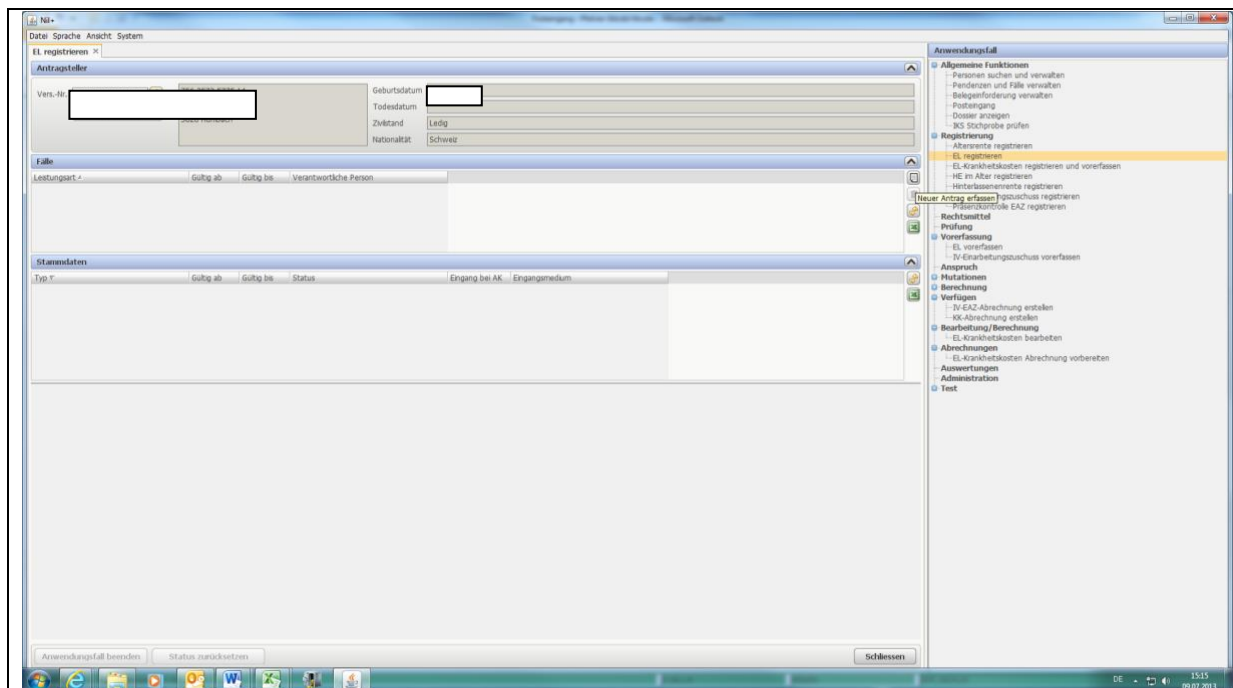 Nil+
Datei Sprache Ansicht System
EL registrieren
Antragsteller
Vers.-Nr.
Geburtsdatum
Todesdatum
Zivilstand Ledig
Nationalität Schweiz
Fälle
Leistungsart Gültig ab Gültig bis Verantwortliche Person
Neuer Antrag erfassen
Stammdaten
Typ Gültig ab Gültig bis Status Eingang bei AK Eingangsmedium
Anwendungsfall beenden Status zurücksetzen Schliessen
Anwendungsfall
Allgemeine Funktionen
Personen suchen und verwalten
Pendenzen und Fälle verwalten
Belegeinforderung verwalten
Posteingang
Dossier anzeigen
IKS Stichprobe prüfen
Registrierung
Altersrente registrieren
EL registrieren
EL-Krankheitskosten registrieren und vorerfassen
HE im Alter registrieren
Hinterlassenenrente registrieren
ngszuschuss registrieren
Präsenzkontrolle EAZ registrieren
Rechtsmittel
Prüfung
Vorerfassung
EL vorerfassen
IV-Einarbeitungszuschuss vorerfassen
Anspruch
Mutationen
Berechnung
Verfügen
IV-EAZ-Abrechnung erstellen
KK-Abrechnung erstellen
Bearbeitung/Berechnung
EL-Krankheitskosten bearbeiten
Abrechnungen
EL-Krankheitskosten Abrechnung vorbereiten
Auswertungen
Administration
Test
DE 15:15
09.07.2013